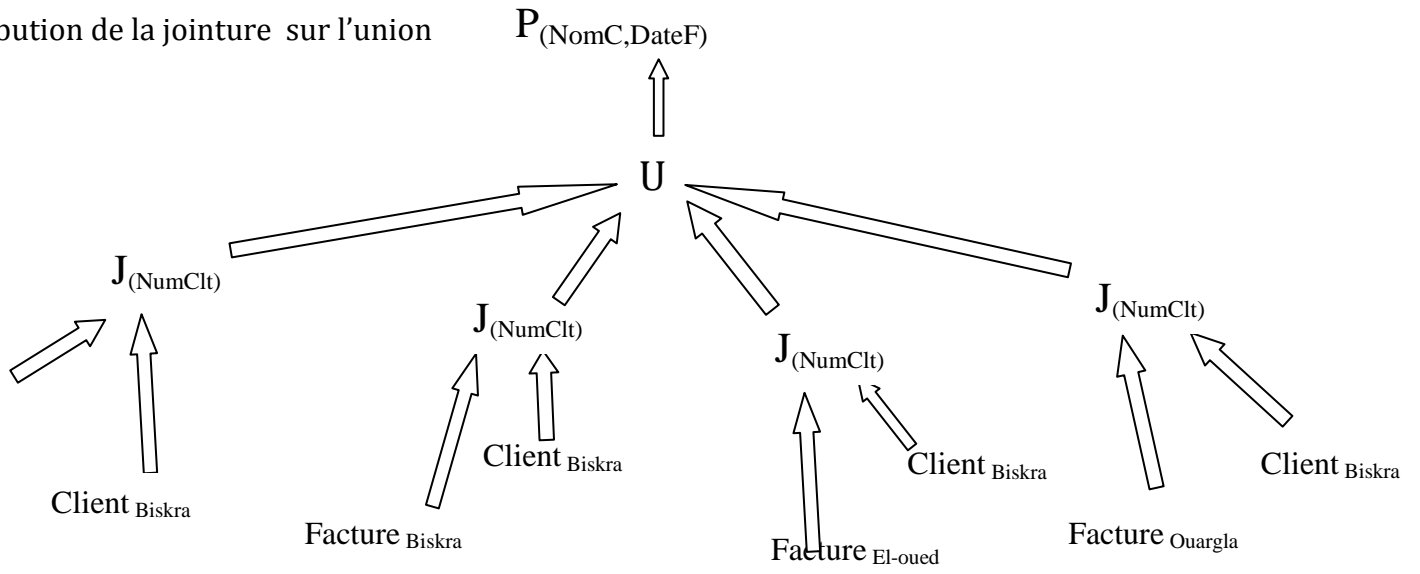 bution de la jointure sur l’union
P(NomC,DateF)
U
J(NumClt)
J(NumClt)
J(NumClt)
J(NumClt)
Client Biskra
Client Biskra
Client Biskra
Client Biskra
Facture Biskra
Facture El-oued
Facture Ouargla